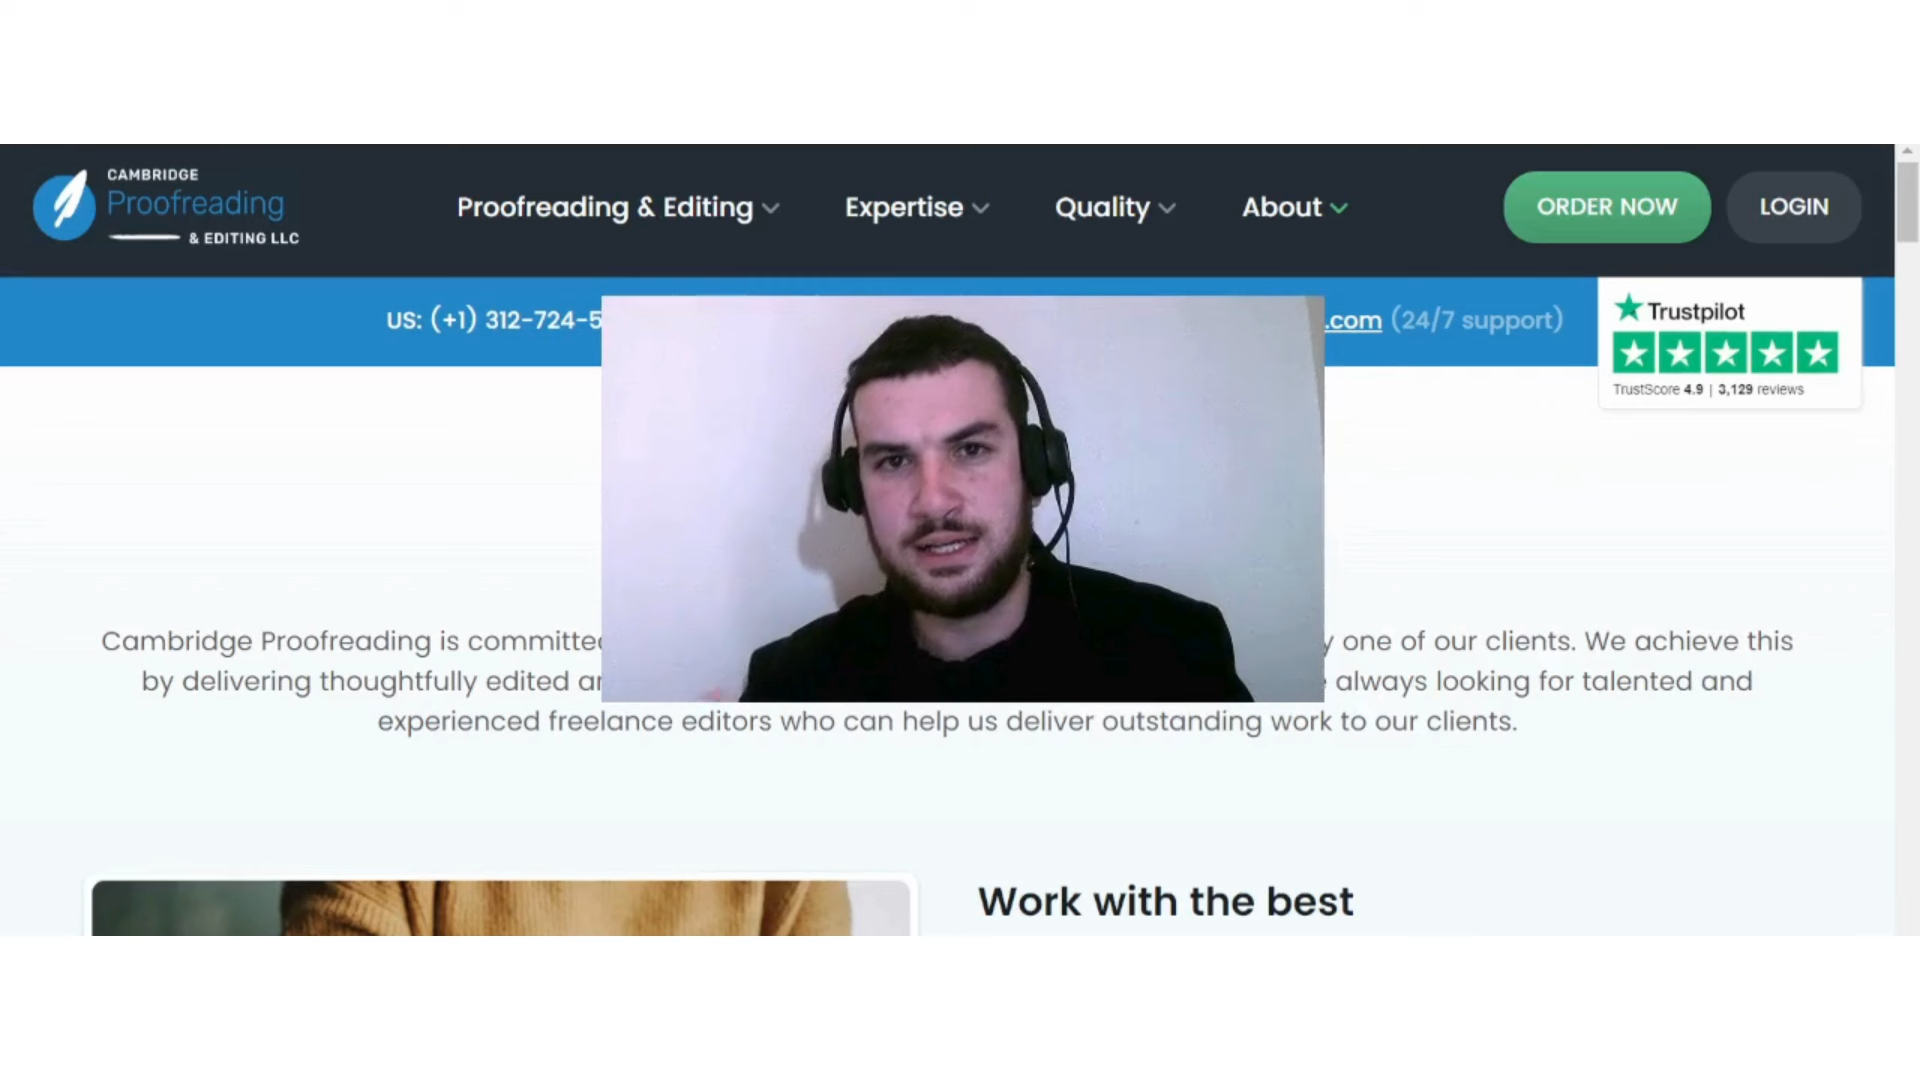 CAMBRIDGE
Proofreading
& EDITING LLC
Proofreading & Editing
Expertise
Quality
About
ORDER NOW
LOGIN
US: (+1) 312-724-5
.com (24/7 support)
Trustpilot
TrustScore 4.9 | 3,129 reviews
Cambridge Proofreading is committed y one of our clients. We achieve this
by delivering thoughtfully edited always looking for talented and
experienced freelance editors who can help us deliver outstanding work to our clients.
Work with the best